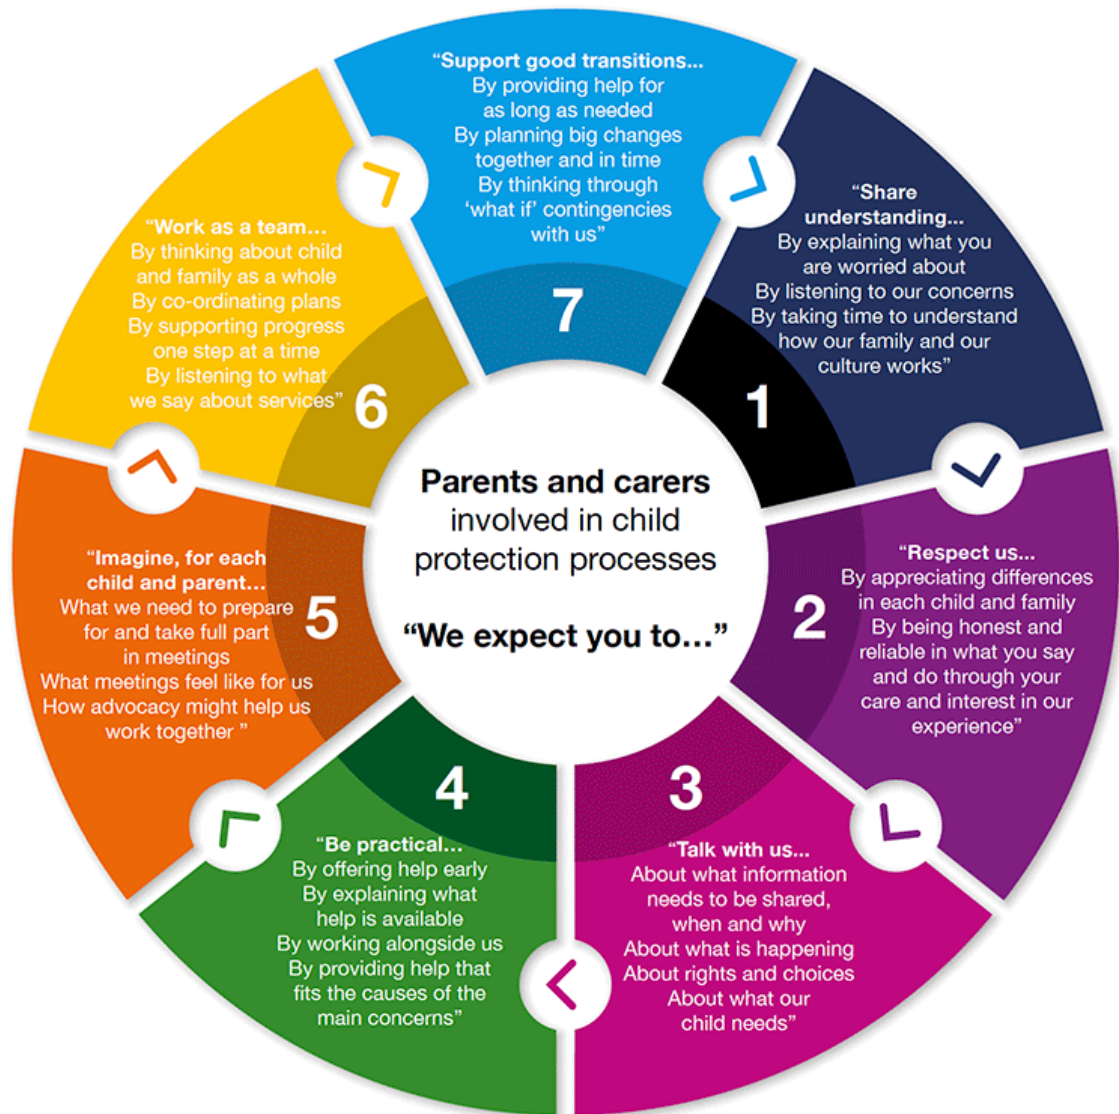 Parents and carers
involved in child
protection processes
“We expect you to...”
1
“Share
understanding...
By explaining what you
are worried about
By listening to our concerns
By taking time to understand
how our family and our
culture works”
2
“Respect us...
By appreciating differences
in each child and family
By being honest and
reliable in what you say
and do through your
care and interest in our
experience”
3
“Talk with us...
About what information
needs to be shared,
when and why
About what is happening
About rights and choices
About what our
child needs”
4
“Be practical...
By offering help early
By explaining what
help is available
By working alongside us
By providing help that
fits the causes of the
main concerns”
5
“Imagine, for each
child and parent...
What we need to prepare
for and take full part
in meetings
What meetings feel like for us
How advocacy might help us
work together ”
6
“Work as a team...
By thinking about child
and family as a whole
By co-ordinating plans
By supporting progress
one step at a time
By listening to what
we say about services”
7
“Support good transitions...
By providing help for
as long as needed
By planning big changes
together and in time
By thinking through
‘what if’ contingencies
with us”